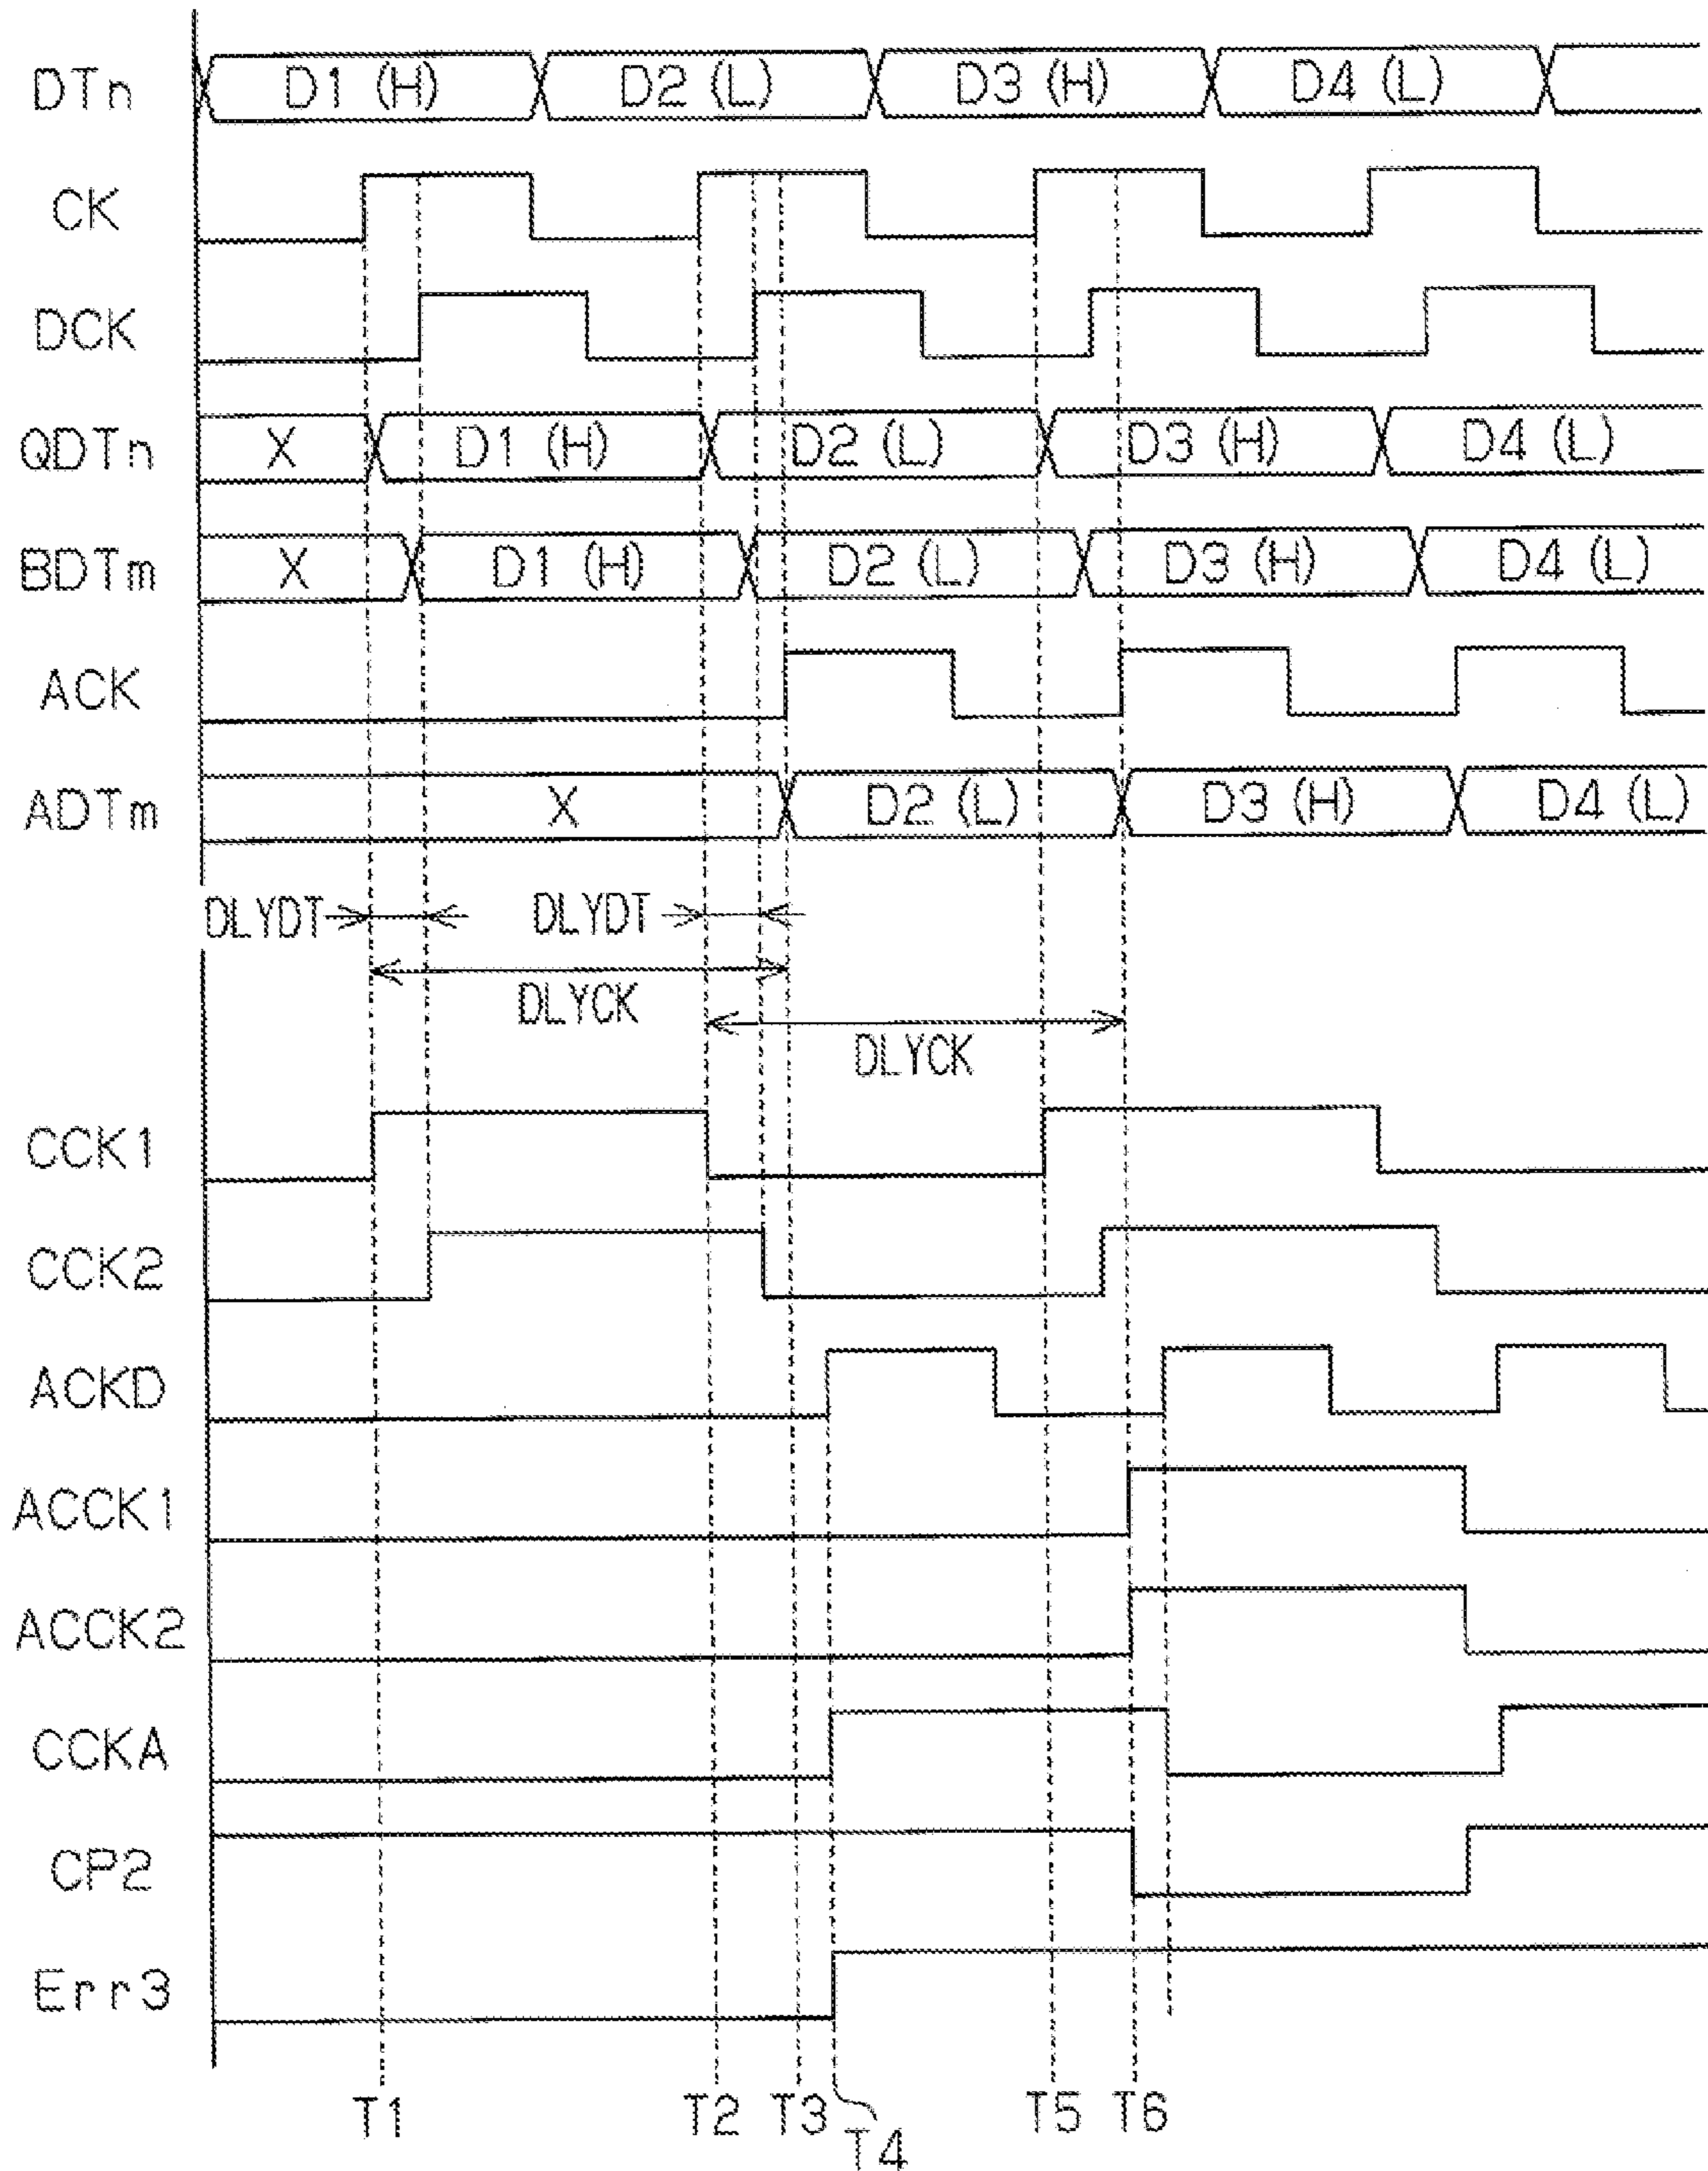 DTn D1 (H) D2 (L) D3 (H) D4 (L)
CK
DCK
QDTn X D1 (H) D2 (L) D3 (H) D4 (L)
BDTm X D1 (H) D2 (L) D3 (H) D4 (L)
ACK
ADTm X D2 (L) D3 (H) D4 (L)
DLYDT DLYDT
DLYCK
DLYCK
CCK1
CCK2
ACKD
ACCK1
ACCK2
CCKA
CP2
Err3
T1 T2 T3 T5 T6
T4